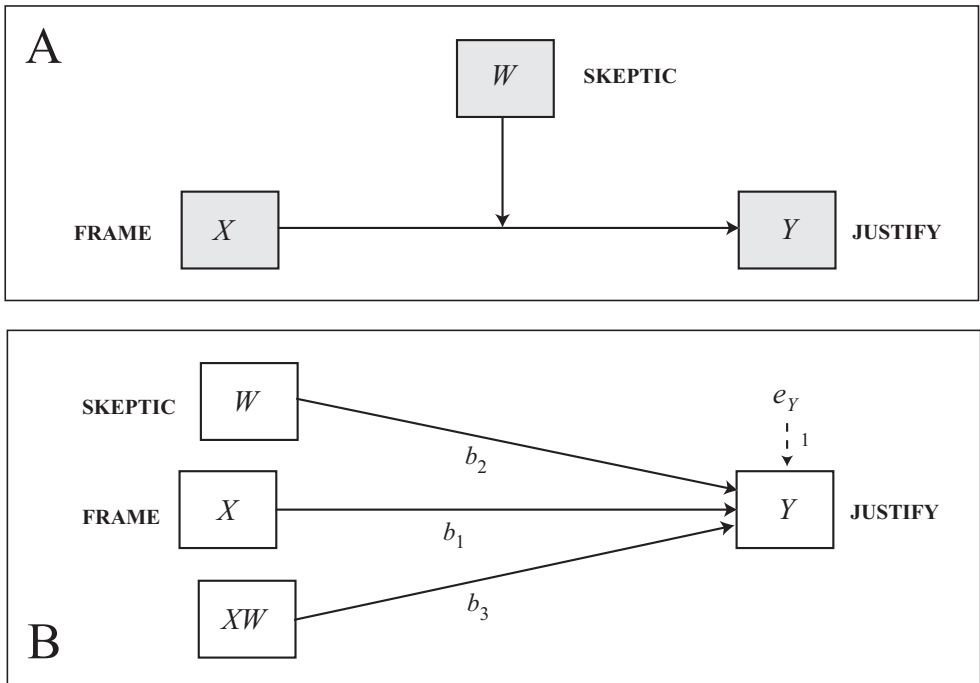 A
W SKEPTIC
FRAME X Y JUSTIFY
SKEPTIC W
e_Y
1
b_2
FRAME X Y JUSTIFY
b_1
XW
b_3
B